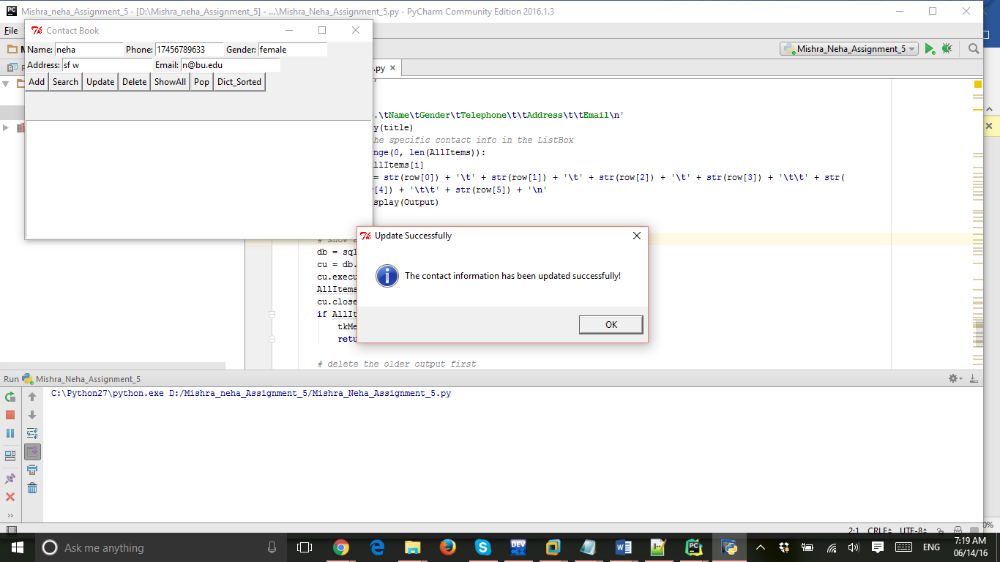 Mishra_neha_Assignment_5 - [D:\Mishra_neha_Assignment_5] - ...\Mishra_Neha_Assignment_5.py - PyCharm Community Edition 2016.1.3
File
Contact Book
Name: neha Phone: 17456789633 Gender: female
Address: sf w Email: n@bu.edu
Add Search Update Delete ShowAll Pop Dict_Sorted
Mishra_Neha_Assignment_5
.py
.\tName\tGender\tTelephone\t\tAddress\t\tEmail\n'
y(title)
he specific contact info in the ListBox
nge(0, len(AllItems)):
llItems[i]
= str(row[0]) + '\t' + str(row[1]) + '\t' + str(row[2]) + '\t' + str(row[3]) + '\t\t' + str(
w[4]) + '\t\t' + str(row[5]) + '\n'
splay(Output)
# show a
db = sql
cu = db.
cu.execu
AllItems
cu.close
if AllIt
tkMe
retu
# delete the older output first
Update Successfully
The contact information has been updated successfully!
OK
Run Mishra_Neha_Assignment_5
C:\Python27\python.exe D:/Mishra_neha_Assignment_5/Mishra_Neha_Assignment_5.py
2:1 CRLF UTF-8
0%
Ask me anything
DEV
ENG
7:19 AM
06/14/16